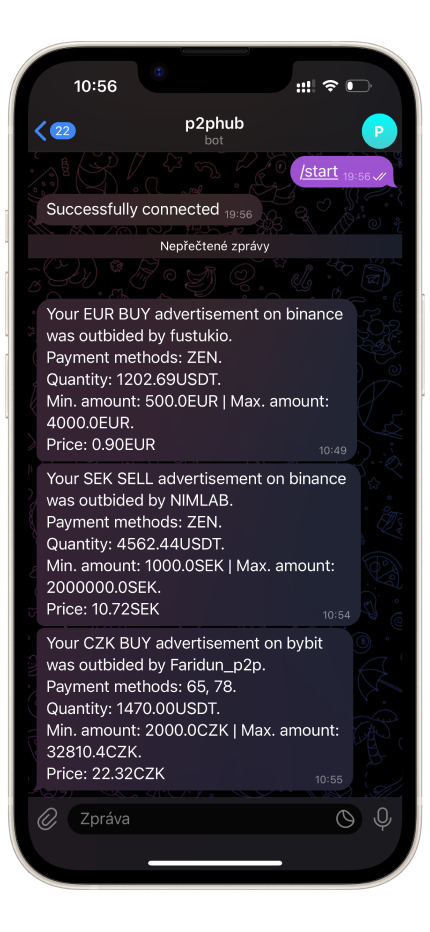 10:56
22
p2phub
bot
P
/start 19:56
Successfully connected 19:56
Nepřečtené zprávy
Your EUR BUY advertisement on binance
was outbided by fustukio.
Payment methods: ZEN.
Quantity: 1202.69USDT.
Min. amount: 500.0EUR | Max. amount:
4000.0EUR.
Price: 0.90EUR 10:49
Your SEK SELL advertisement on binance
was outbided by NIMLAB.
Payment methods: ZEN.
Quantity: 4562.44USDT.
Min. amount: 1000.0SEK | Max. amount:
2000000.0SEK.
Price: 10.72SEK 10:54
Your CZK BUY advertisement on bybit
was outbided by Faridun_p2p.
Payment methods: 65, 78.
Quantity: 1470.00USDT.
Min. amount: 2000.0CZK | Max. amount:
32810.4CZK.
Price: 22.32CZK 10:55
Zpráva